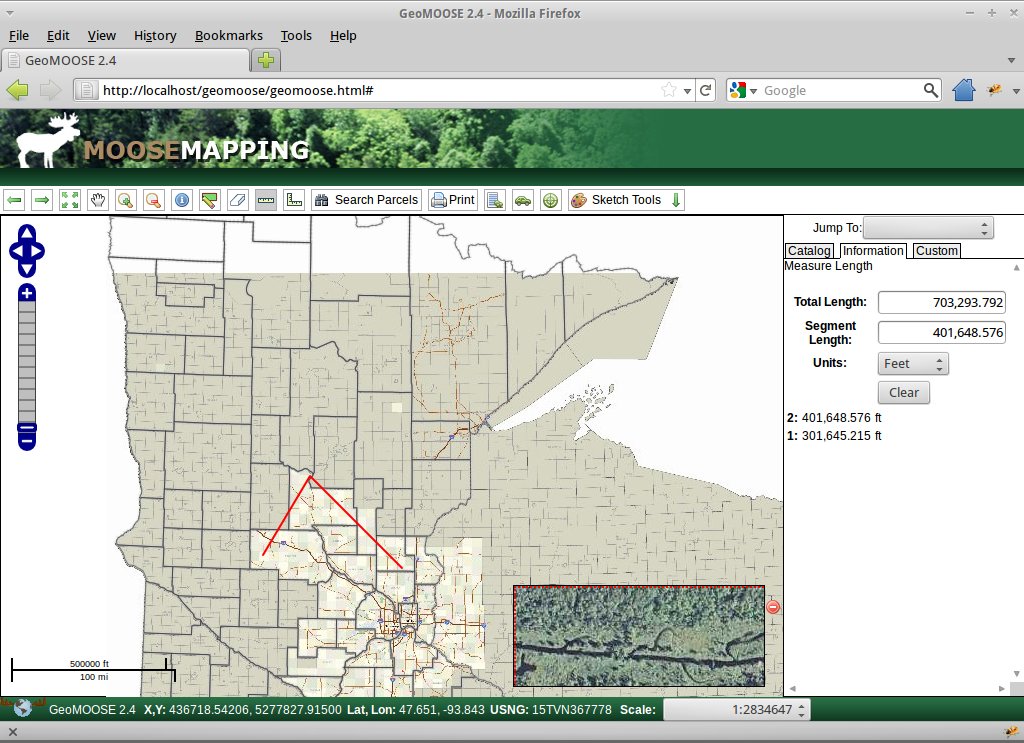 GeoMOOSE 2.4 - Mozilla Firefox
File Edit View History Bookmarks Tools Help
GeoMOOSE 2.4
http://localhost/geomoose/geomoose.html#
Google
MOOSEMAPPING
Search Parcels Print Sketch Tools
Jump To:
Catalog Information Custom
Measure Length
Total Length: 703,293.792
Segment Length: 401,648.576
Units: Feet
Clear
2: 401,648.576 ft
1: 301,645.215 ft
500000 ft
100 mi
GeoMOOSE 2.4 X,Y: 436718.54206, 5277827.91500 Lat, Lon: 47.651, -93.843 USNG: 15TVN367778 Scale: 1:2834647